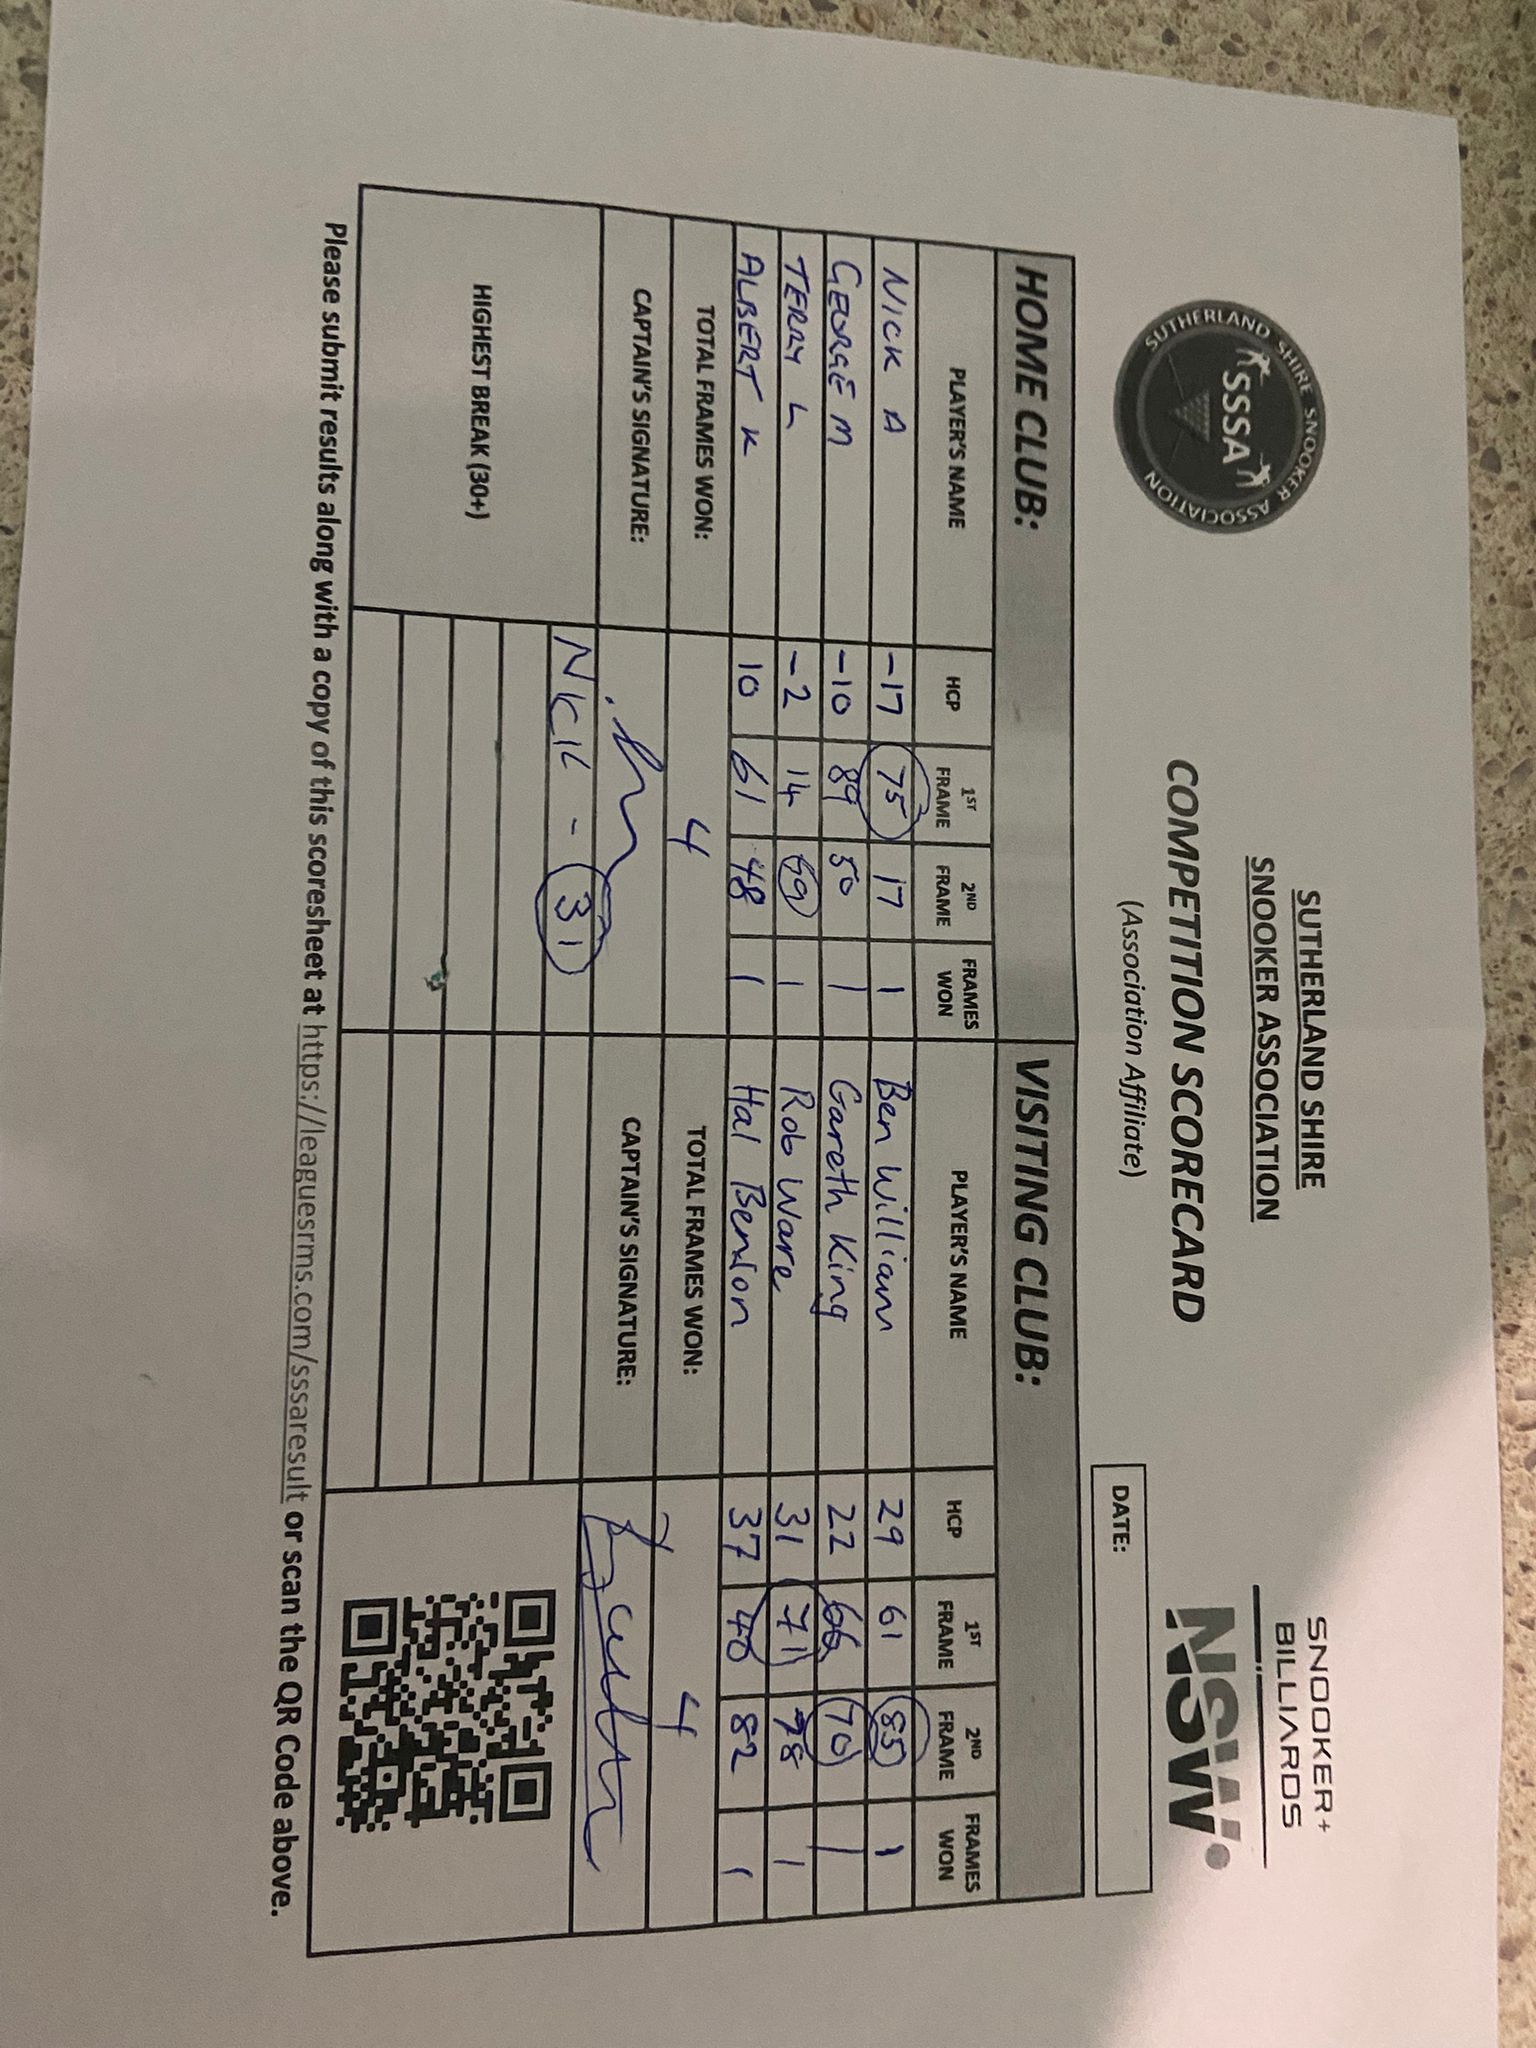 SUTHERLAND SHIRE SNOOKER ASSOCIATION
SSSA
SUTHERLAND SHIRE
SNOOKER ASSOCIATION
COMPETITION SCORECARD
(Association Affiliate)
SNOOKER+
BILLIARDS
NSW
DATE:
HOME CLUB: VISITING CLUB:
PLAYER'S NAME HCP 1ST FRAME 2ND FRAME FRAMES WON PLAYER'S NAME HCP 1ST FRAME 2ND FRAME FRAMES WON
NICK A -17 75 17 1 Ben William 29 61 85 1
GEORGE M -10 89 50 1 Gareth King 22 66 70 1
TERRY L -2 14 69 1 Rob Ware 31 71 1
ALBERT K 10 61 48 1 Hal Benson 37 40 82 1
TOTAL FRAMES WON: 4 TOTAL FRAMES WON: 4
CAPTAIN'S SIGNATURE: CAPTAIN'S SIGNATURE:
HIGHEST BREAK (30+) - 31
Please submit results along with a copy of this scoresheet at https://leaguesrms.com/sssaresult or scan the QR Code above.